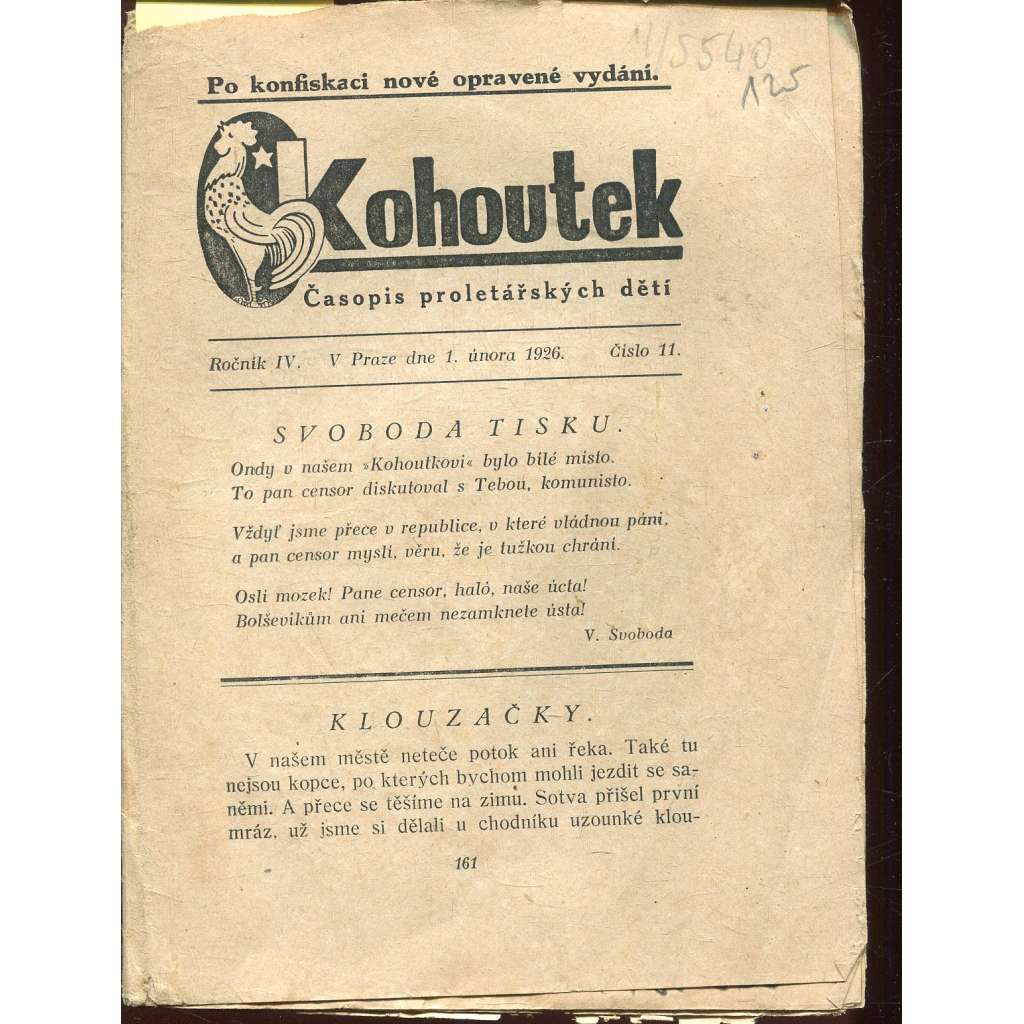 11/5540
125
Po konfiskaci nové opravené vydání.
Kohoutek
Časopis proletářských dětí
Ročník IV. V Praze dne 1. února 1926. Číslo 11.
SVOBODA TISKU.
Ondy v našem »Kohoutkovi« bylo bílé místo.
To pan censor diskutoval s Tebou, komunisto.
Vždyť jsme přece v republice, v které vládnou páni,
a pan censor myslí, věru, že je tužkou chrání.
Osli mozek! Pane censor, haló, naše úcta!
Bolševikům ani mečem nezamknete ústa!
V. Svoboda
KLOUZAČKY.
V našem městě neteče potok ani řeka. Také tu
nejsou kopce, po kterých bychom mohli jezdit se sa-
němi. A přece se těšíme na zimu. Sotva přišel první
mráz, už jsme si dělali u chodníku uzounké klou-
161